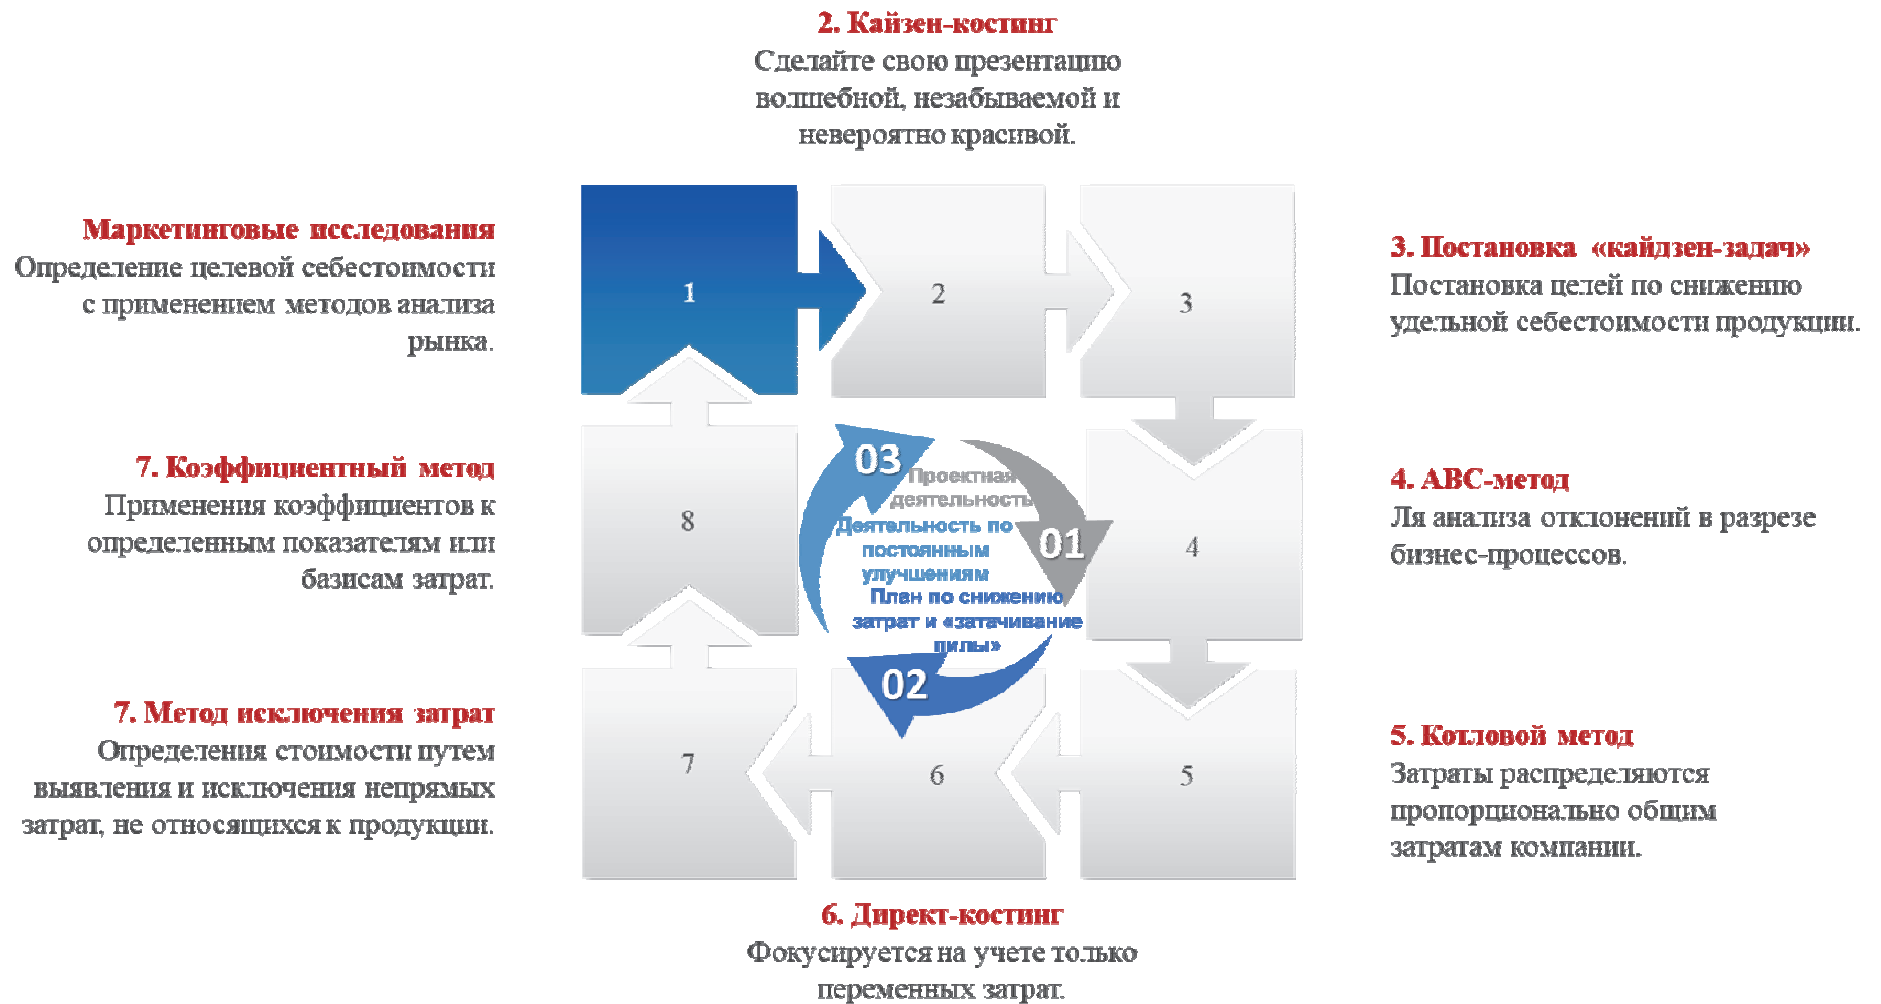 2. Кайзен-костинг
Сделайте свою презентацию
волшебной, незабываемой и
невероятно красивой.
Маркетинговые исследования
Определение целевой себестоимости
с применением методов анализа
рынка.
1
2
3
3. Постановка «кайдзен-задач»
Постановка целей по снижению
удельной себестоимости продукции.
7. Коэффициентный метод
Применения коэффициентов к
определенным показателям или
базисам затрат.
8
03
Проектная
деятельность
Деятельность по
постоянным
улучшениям
01
План по снижению
затрат и «затачивание
пилы»
02
4
4. АВС-метод
Ля анализа отклонений в разрезе
бизнес-процессов.
7. Метод исключения затрат
Определения стоимости путем
выявления и исключения непрямых
затрат, не относящихся к продукции.
7
6
5
5. Котловой метод
Затраты распределяются
пропорционально общим
затратам компании.
6. Директ-костинг
Фокусируется на учете только
переменных затрат.